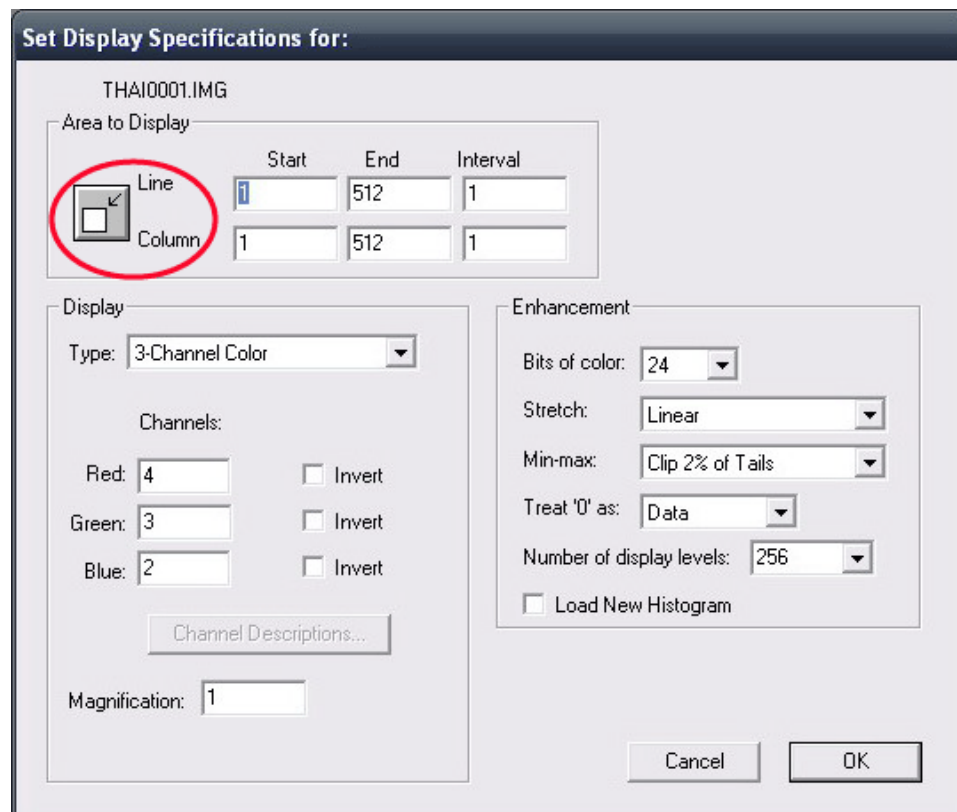 Set Display Specifications for:
THAI0001.IMG
Area to Display
Start End Interval
Line 1 512 1
Column 1 512 1
Display
Type: 3-Channel Color
Channels:
Red: 4 Invert
Green: 3 Invert
Blue: 2 Invert
Channel Descriptions...
Magnification: 1
Enhancement
Bits of color: 24
Stretch: Linear
Min-max: Clip 2% of Tails
Treat '0' as: Data
Number of display levels: 256
Load New Histogram
Cancel OK